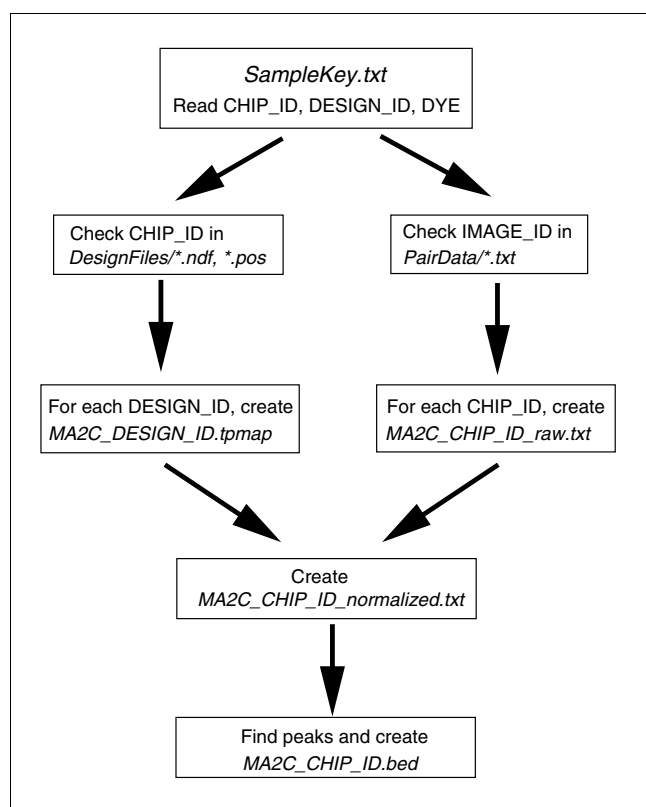 SampleKey.txt
Read CHIP_ID, DESIGN_ID, DYE
Check CHIP_ID in
DesignFiles/*.ndf, *.pos
Check IMAGE_ID in
PairData/*.txt
For each DESIGN_ID, create
MA2C_DESIGN_ID.tpmap
For each CHIP_ID, create
MA2C_CHIP_ID_raw.txt
Create
MA2C_CHIP_ID_normalized.txt
Find peaks and create
MA2C_CHIP_ID.bed